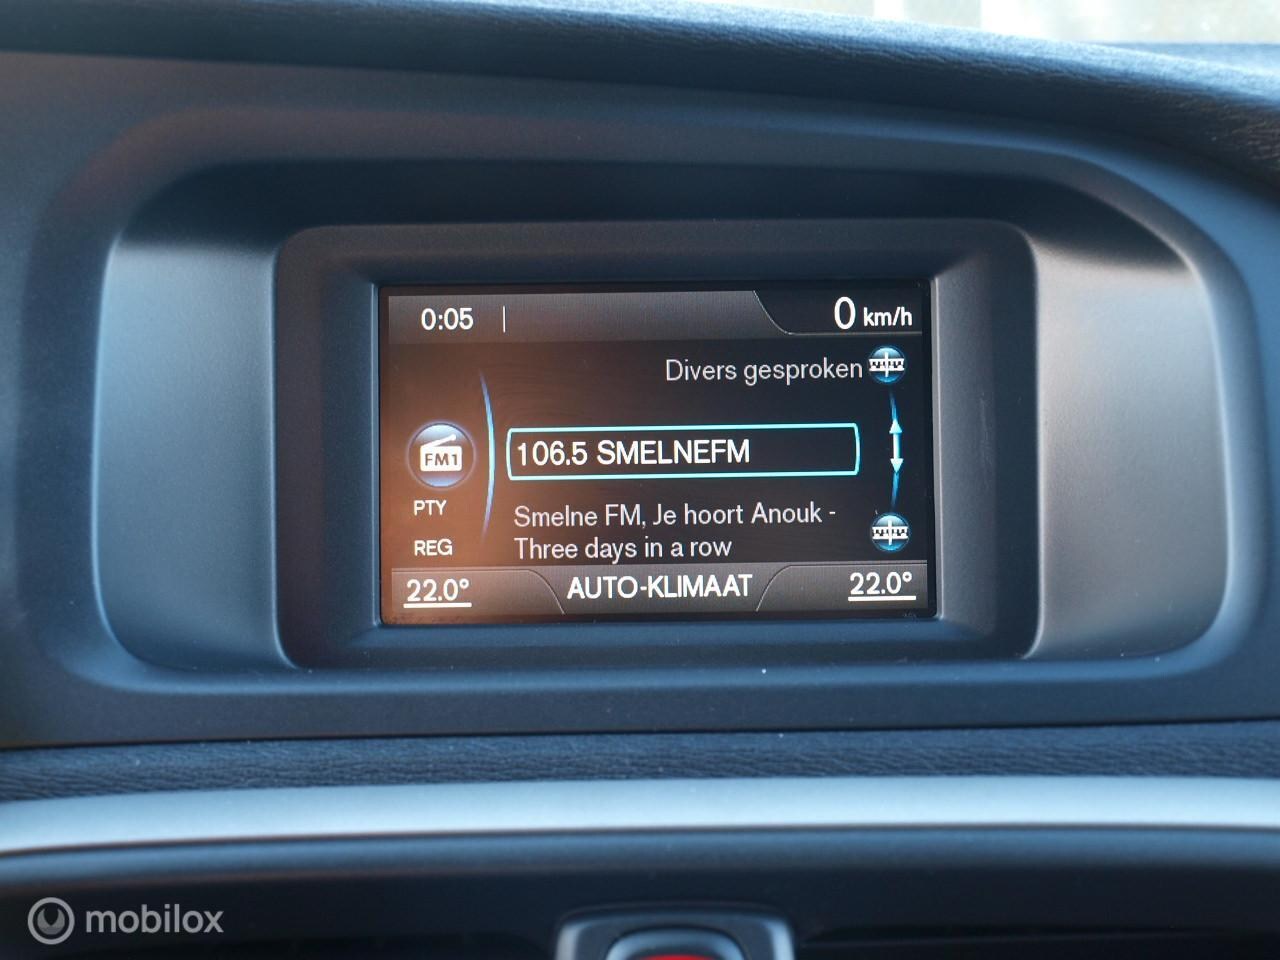 0:05
0 km/h
Divers gesproken
FM1
106.5 SMELNEFM
PTY
Smelne FM, Je hoort Anouk -
REG
Three days in a row
22.0° AUTO-KLIMAAT 22.0°
mobilox